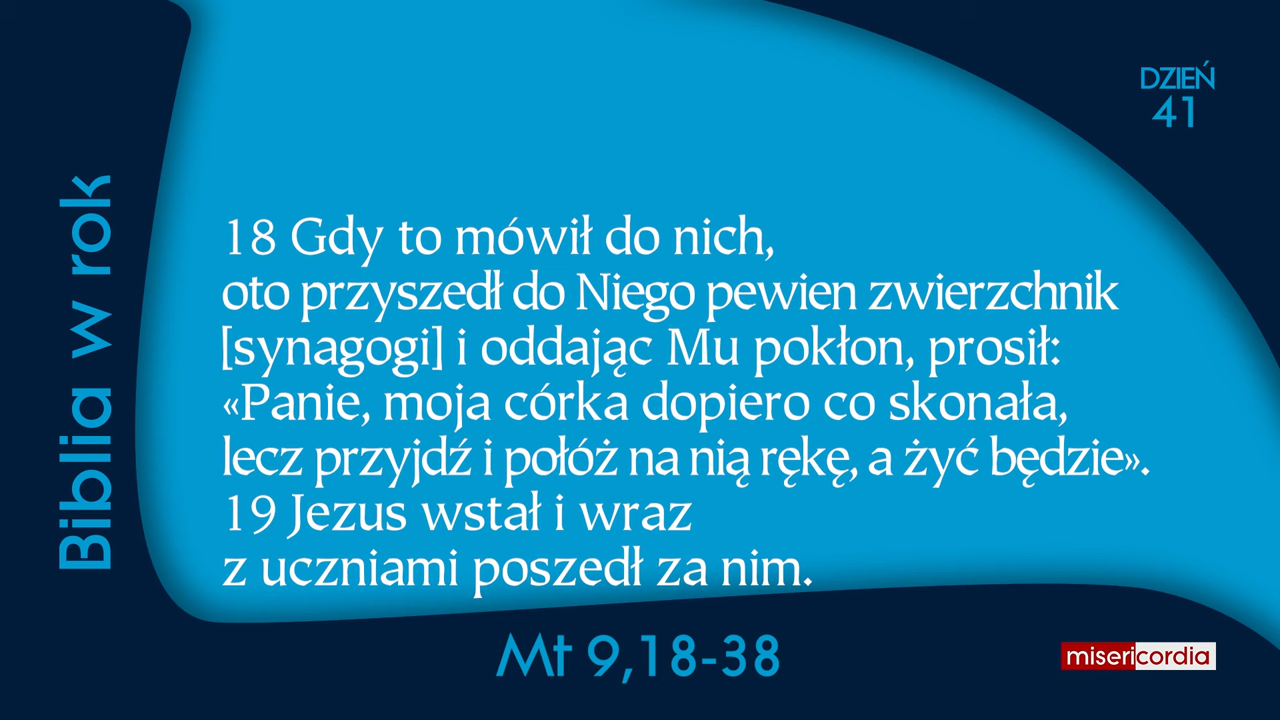 DZIEŃ
41
Biblia w rok
18 Gdy to mówił do nich,
oto przyszedł do Niego pewien zwierzchnik
[synagogi] i oddając Mu pokłon, prosił:
«Panie, moja córka dopiero co skonała,
lecz przyjdź i połóż na nią rękę, a żyć będzie».
19 Jezus wstał i wraz
z uczniami poszedł za nim.
Mt 9,18-38
misericordia